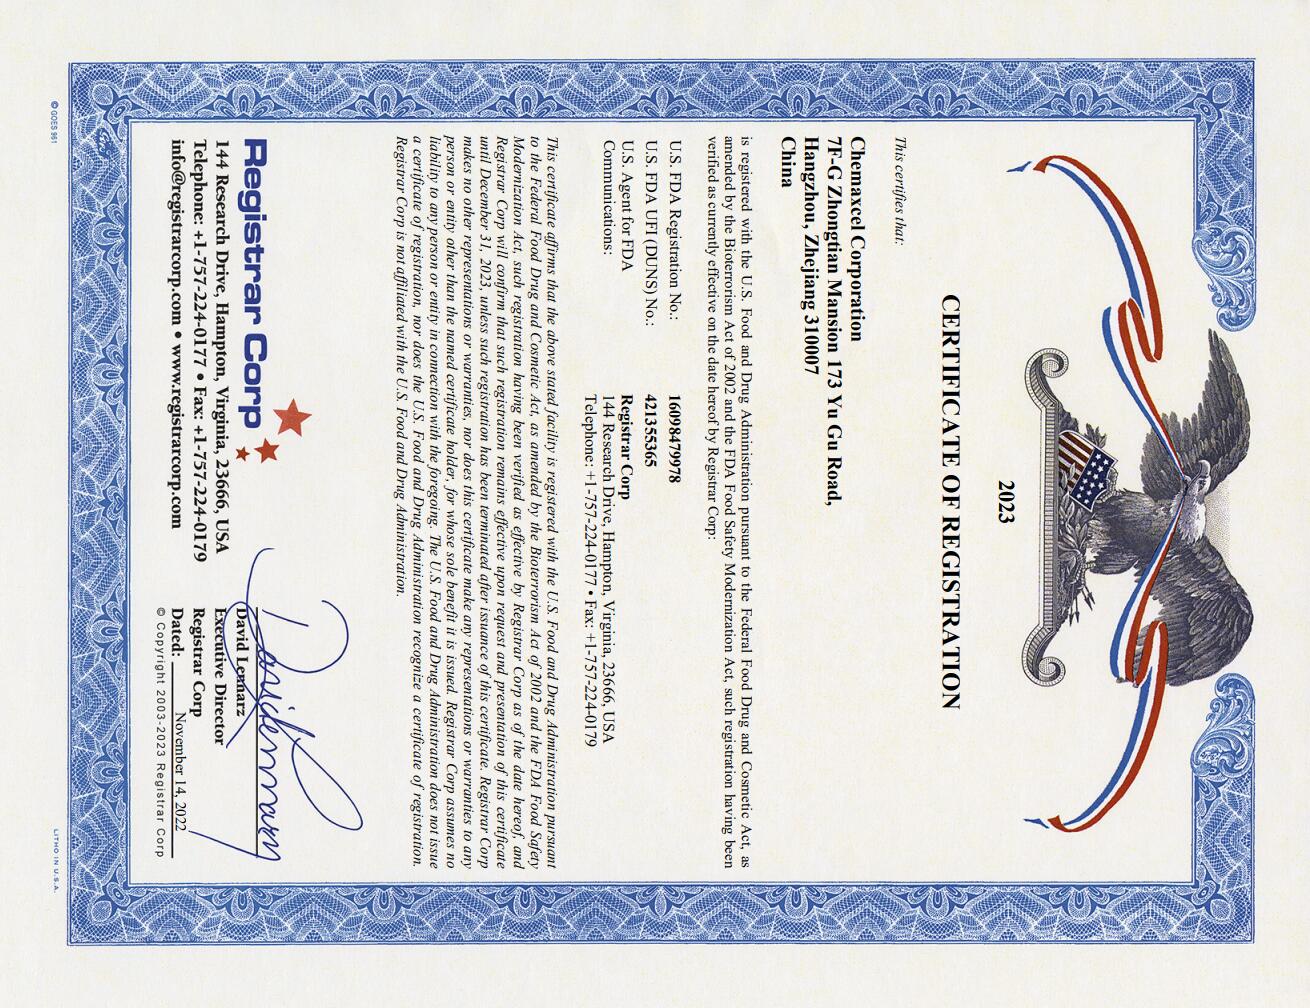 2023
CERTIFICATE OF REGISTRATION
This certifies that:
Chemaxcel Corporation
7F-G Zhongtian Mansion 173 Yu Gu Road,
Hangzhou, Zhejiang 310007
China
is registered with the U.S. Food and Drug Administration pursuant to the Federal Food Drug and Cosmetic Act, as
amended by the Bioterrorism Act of 2002 and the FDA Food Safety Modernization Act, such registration having been
verified as currently effective on the date hereof by Registrar Corp:
U.S. FDA Registration No.: 16098479978
U.S. FDA UFI (DUNS) No.: 421355365
U.S. Agent for FDA Registrar Corp
Communications: 144 Research Drive, Hampton, Virginia, 23666, USA
Telephone: +1-757-224-0177 • Fax: +1-757-224-0179
This certificate affirms that the above stated facility is registered with the U.S. Food and Drug Administration pursuant
to the Federal Food Drug and Cosmetic Act, as amended by the Bioterrorism Act of 2002 and the FDA Food Safety
Modernization Act, such registration having been verified as effective by Registrar Corp as of the date hereof, and
Registrar Corp will confirm that such registration remains effective upon request and presentation of this certificate
until December 31, 2023, unless such registration has been terminated after issuance of this certificate. Registrar Corp
makes no other representations or warranties, nor does this certificate make any representations or warranties to any
person or entity other than the named certificate holder, for whose sole benefit it is issued. Registrar Corp assumes no
liability to any person or entity in connection with the foregoing. The U.S. Food and Drug Administration does not issue
a certificate of registration, nor does the U.S. Food and Drug Administration recognize a certificate of registration.
Registrar Corp is not affiliated with the U.S. Food and Drug Administration.
Registrar Corp
144 Research Drive, Hampton, Virginia, 23666, USA
Telephone: +1-757-224-0177 • Fax: +1-757-224-0179
info@registrarcorp.com • www.registrarcorp.com
David Lennarz
Executive Director
Registrar Corp
Dated: November 14, 2022
© Copyright 2003-2023 Registrar Corp
© GOES 961
LITHO IN U.S.A.